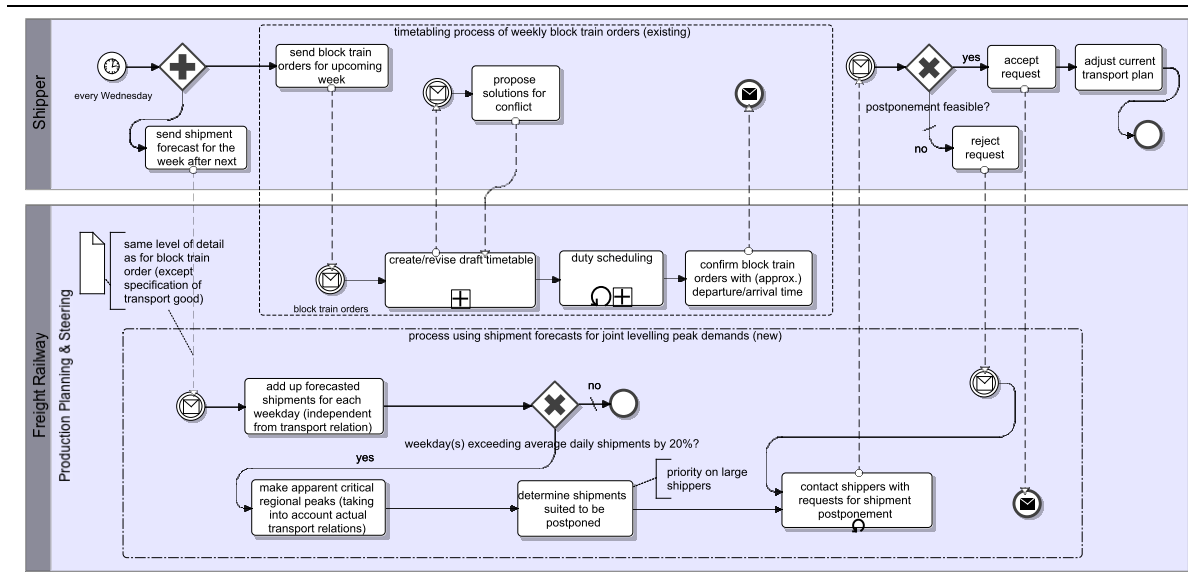 Shipper
timetabling process of weekly block train orders (existing)
every Wednesday
send block train
orders for upcoming
week
propose
solutions for
conflict
send shipment
forecast for the
week after next
postponement feasible?
yes
no
accept
request
adjust current
transport plan
reject
request
Freight Railway
Production Planning & Steering
same level of detail
as for block train
order (except
specification of
transport good)
block train orders
create/revise draft timetable
duty scheduling
confirm block train
orders with (approx.)
departure/arrival time
process using shipment forecasts for joint levelling peak demands (new)
add up forecasted
shipments for each
weekday (independent
from transport relation)
no
weekday(s) exceeding average daily shipments by 20%?
yes
make apparent critical
regional peaks (taking
into account actual
transport relations)
determine shipments
suited to be
postponed
priority on large
shippers
contact shippers with
requests for shipment
postponement